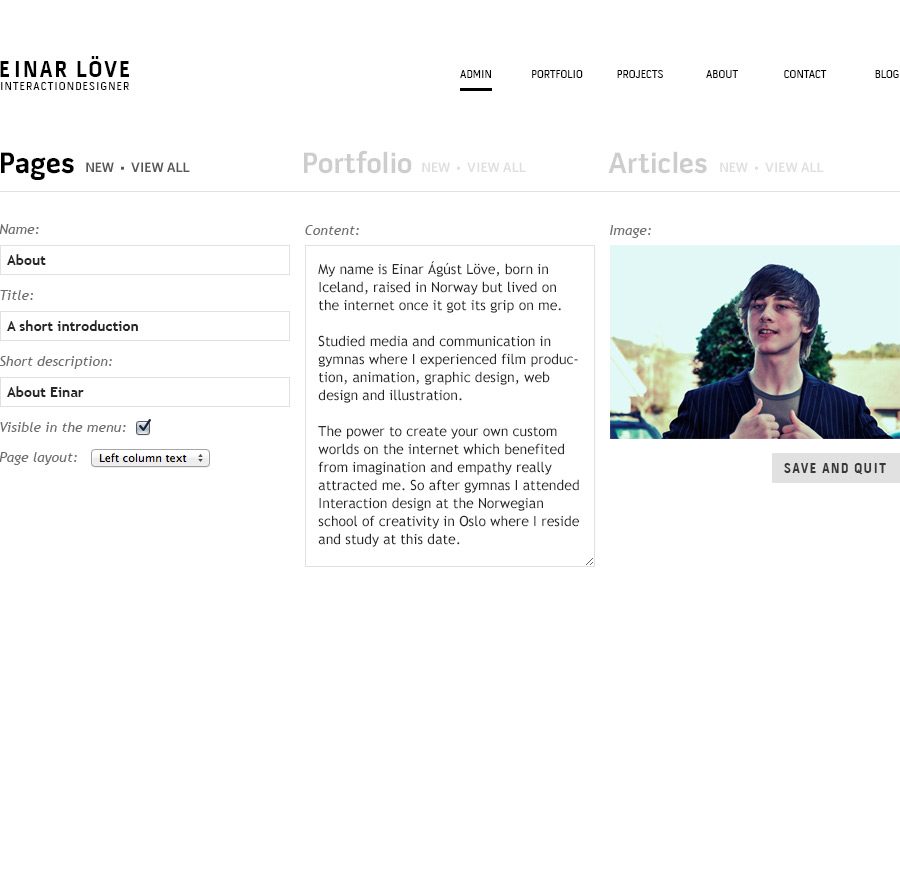 EINAR LÖVE
INTERACTIONDESIGNER
ADMIN PORTFOLIO PROJECTS ABOUT CONTACT BLOG
Pages NEW • VIEW ALL
Portfolio NEW • VIEW ALL
Articles NEW • VIEW ALL
Name:
About
Title:
A short introduction
Short description:
About Einar
Visible in the menu:
Page layout: Left column text
Content:
My name is Einar Ágúst Löve, born in
Iceland, raised in Norway but lived on
the internet once it got its grip on me.
Studied media and communication in
gymnas where I experienced film produc-
tion, animation, graphic design, web
design and illustration.
The power to create your own custom
worlds on the internet which benefited
from imagination and empathy really
attracted me. So after gymnas I attended
Interaction design at the Norwegian
school of creativity in Oslo where I reside
and study at this date.
Image:
SAVE AND QUIT